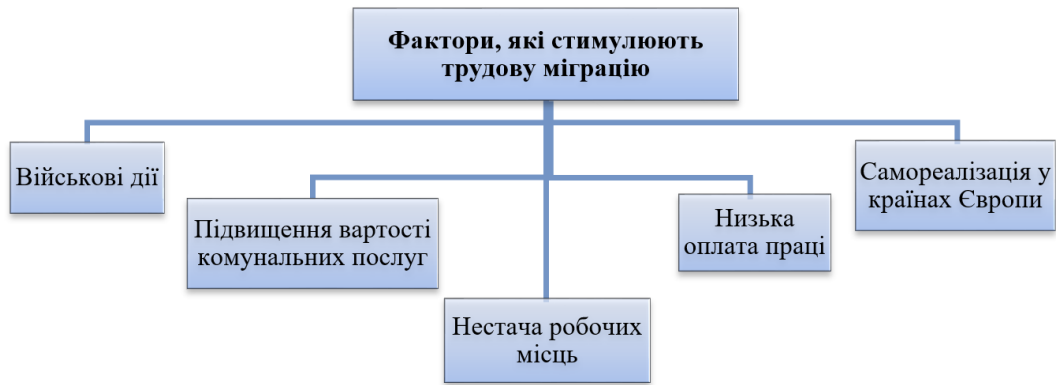 Фактори, які стимулюють
трудову міграцію
Військові дії
Підвищення вартості
комунальних послуг
Нестача робочих
місць
Низька
оплата праці
Самореалізація у
країнах Європи